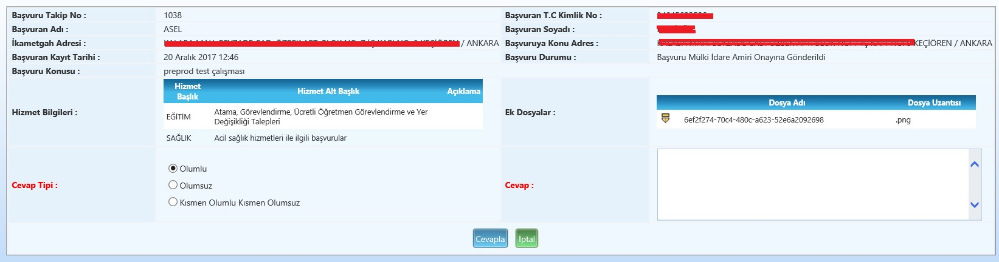 Başvuru Takip No : 1038 Başvuran T.C Kimlik No :
Başvuran Adı : ASEL Başvuran Soyadı :
İkametgah Adresi : / ANKARA Başvuruya Konu Adres : KEÇİÖREN / ANKARA
Başvuran Kayıt Tarihi : 20 Aralık 2017 12:46 Başvuru Durumu : Başvuru Mülki İdare Amiri Onayına Gönderildi
Başvuru Konusu : preprod test çalışması
Hizmet Bilgileri :
Hizmet Başlık Hizmet Alt Başlık Açıklama
EĞİTİM Atama, Görevlendirme, Ücretli Öğretmen Görevlendirme ve Yer
Değişikliği Talepleri
SAĞLIK Acil sağlık hizmetleri ile ilgili başvurular
Ek Dosyalar :
Dosya Adı Dosya Uzantısı
6ef2f274-70c4-480c-a623-52e6a2092698 .png
Cevap Tipi :
Olumlu
Olumsuz
Kısmen Olumlu Kısmen Olumsuz
Cevap :
Cevapla İptal